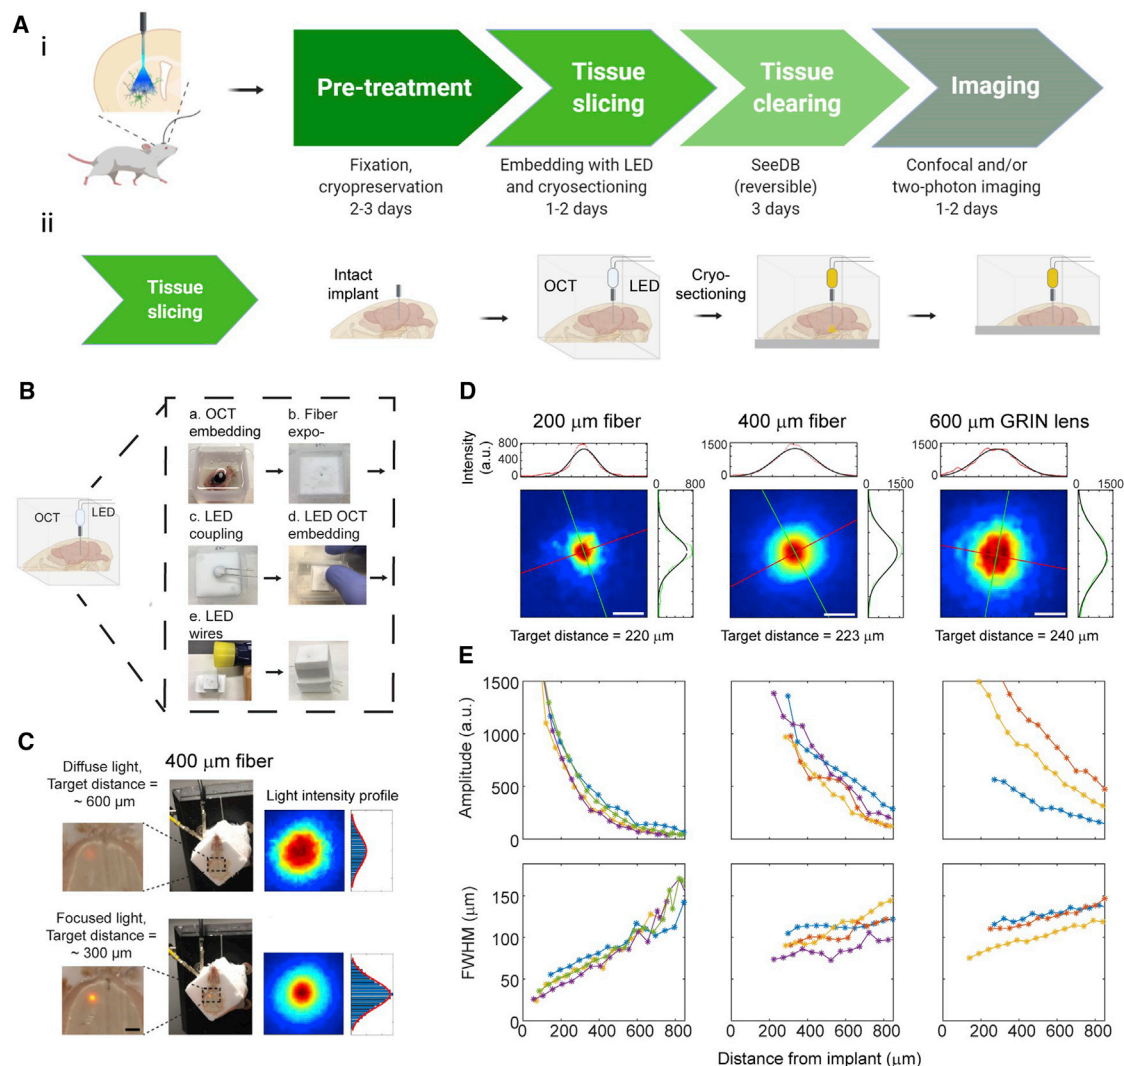 A
i
Pre-treatment
Tissue
slicing
Tissue
clearing
Imaging
Fixation,
cryopreservation
2-3 days
Embedding with LED
and cryosectioning
1-2 days
SeeDB
(reversible)
3 days
Confocal and/or
two-photon imaging
1-2 days
ii
Tissue
slicing
Intact
implant
OCT
LED
Cryo-
sectioning
B
OCT
LED
a. OCT
embedding
b. Fiber
expo-
c. LED
coupling
d. LED OCT
embedding
e. LED
wires
C
400 μm fiber
Diffuse light,
Target distance =
~ 600 μm
Light intensity profile
Focused light,
Target distance =
~ 300 μm
D
200 μm fiber
400 μm fiber
600 μm GRIN lens
Intensity
(a.u.)
800
400
0
0 800
1500
0
0 1500
1500
0
0 1500
Target distance = 220 μm
Target distance = 223 μm
Target distance = 240 μm
E
Amplitude (a.u.)
1500
1000
500
0
FWHM (μm)
150
100
50
0
0 200 400 600 800
0 200 400 600 800
0 200 400 600 800
Distance from implant (μm)